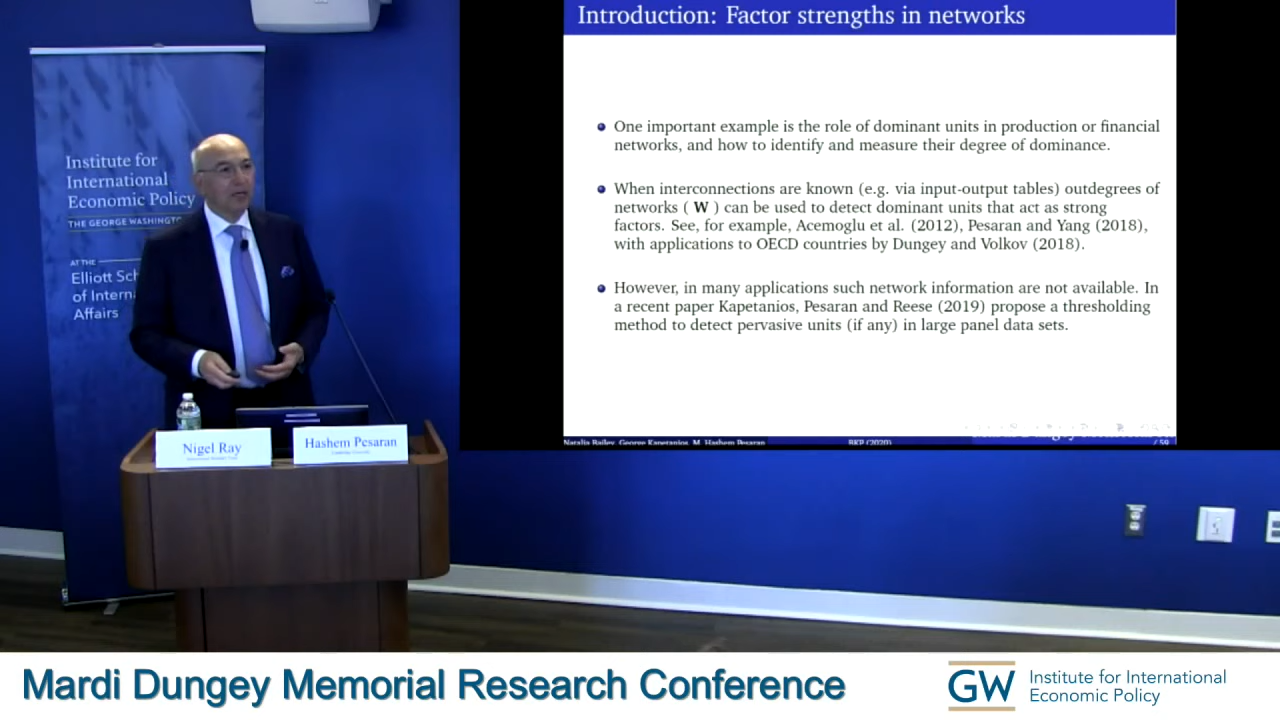 Introduction: Factor strengths in networks
One important example is the role of dominant units in production or financial
networks, and how to identify and measure their degree of dominance.
When interconnections are known (e.g. via input-output tables) outdegrees of
networks ( W ) can be used to detect dominant units that act as strong
factors. See, for example, Acemoglu et al. (2012), Pesaran and Yang (2018),
with applications to OECD countries by Dungey and Volkov (2018).
However, in many applications such network information are not available. In
a recent paper Kapetanios, Pesaran and Reese (2019) propose a thresholding
method to detect pervasive units (if any) in large panel data sets.
Natalia Bailey, George Kapetanios, M. Hashem Pesaran
BKP (2020)
/ 59
Institute for
International
Economic Policy
THE GEORGE WASHINGTO
AT THE
Elliott Sch
of Interna
Affairs
Nigel Ray
Hashem Pesaran
Mardi Dungey Memorial Research Conference
GW
Institute for International
Economic Policy